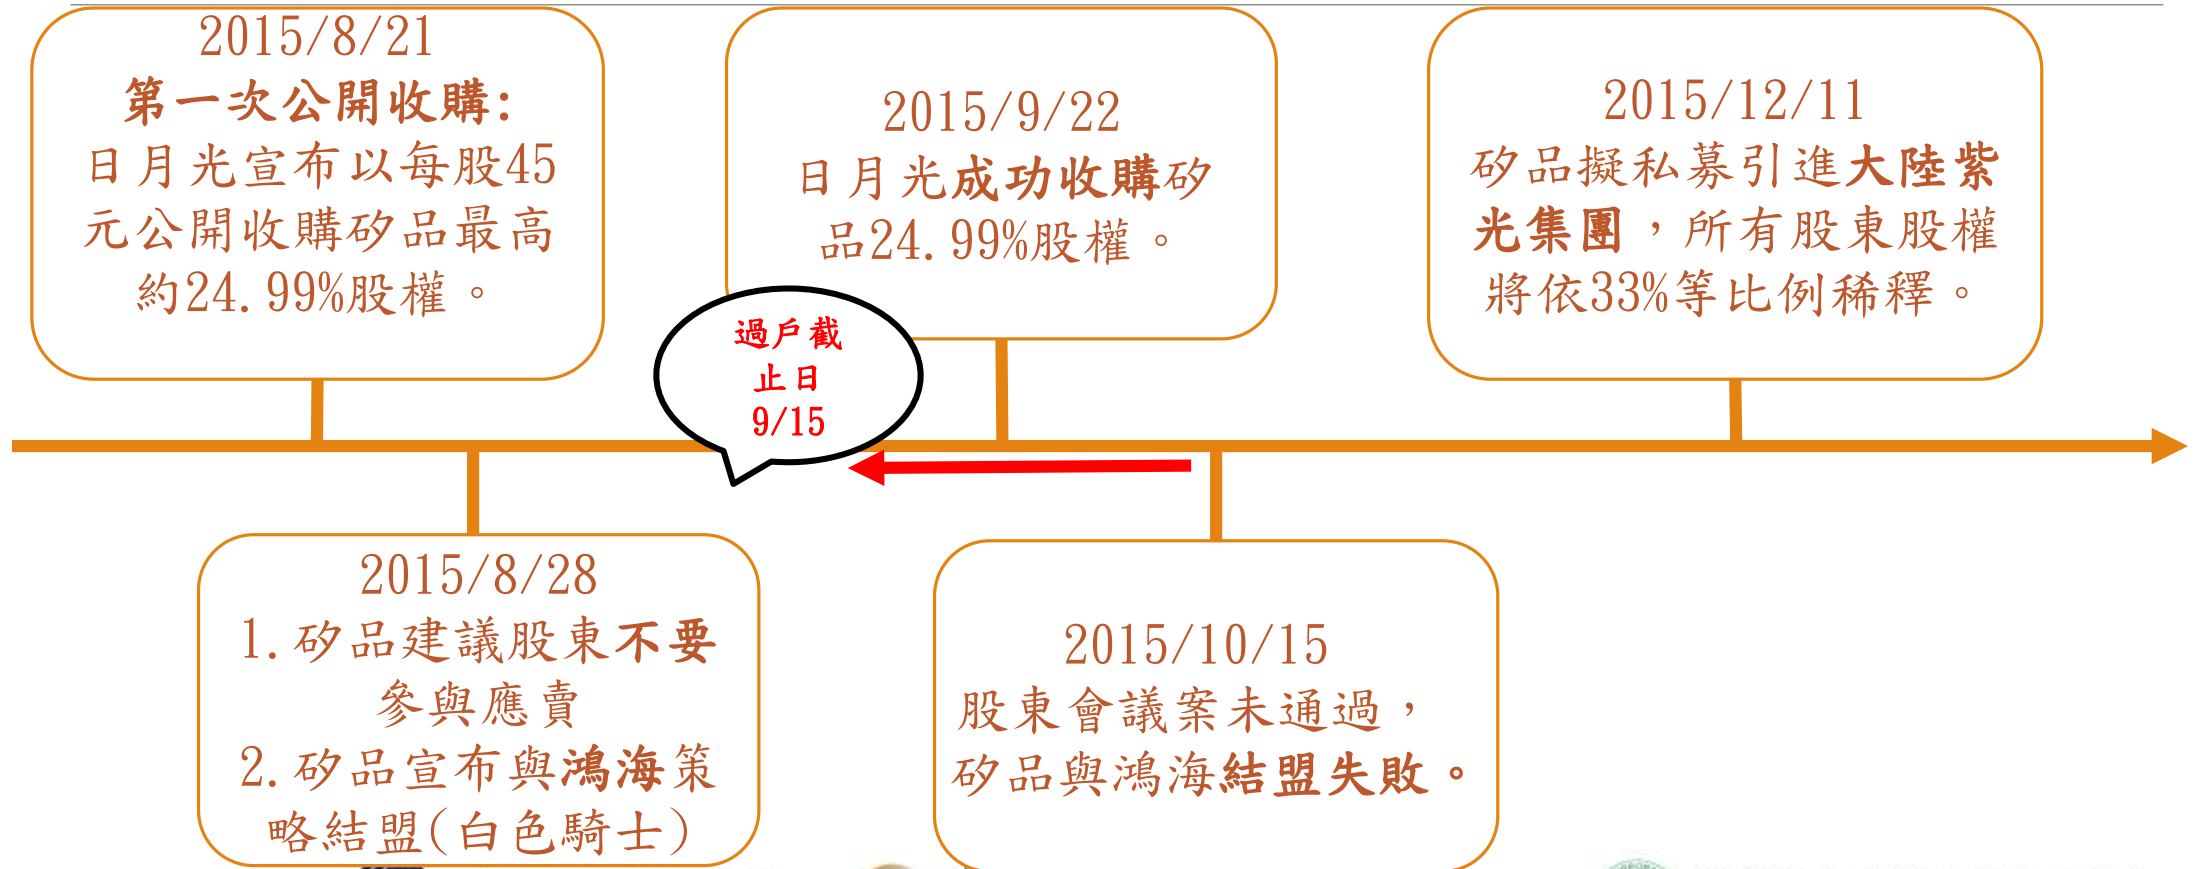 2015/8/21
第一次公開收購:
日月光宣布以每股45
元公開收購矽品最高
約24.99%股權。
2015/8/28
1.矽品建議股東不要
參與應賣
2.矽品宣布與鴻海策
略結盟(白色騎士)
過戶截
止日
9/15
2015/9/22
日月光成功收購矽
品24.99%股權。
2015/10/15
股東會議案未通過，
矽品與鴻海結盟失敗。
2015/12/11
矽品擬私募引進大陸紫
光集團，所有股東股權
將依33%等比例稀釋。